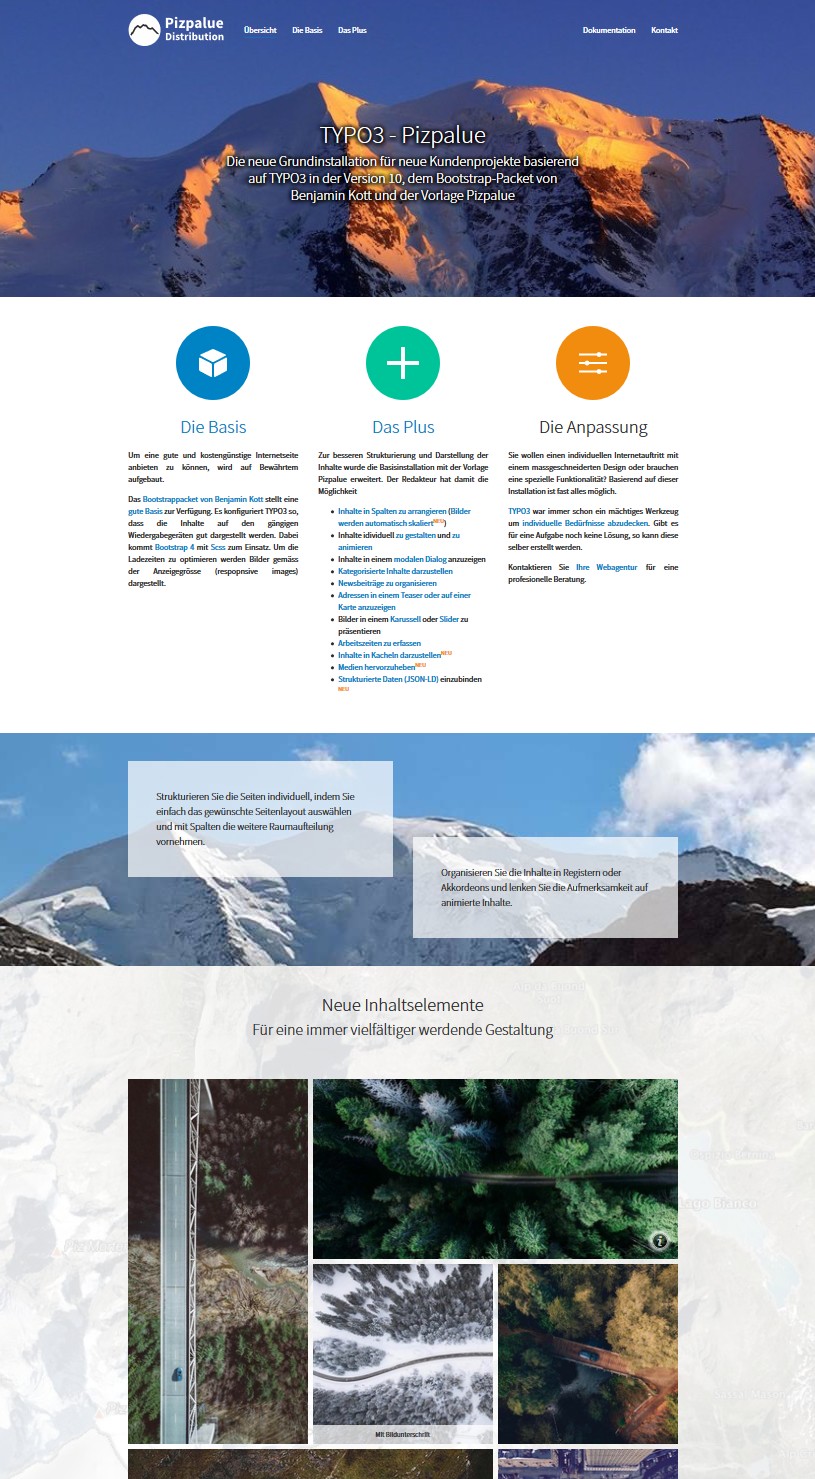 Pizpalue
Distribution
Übersicht Die Basis Das Plus Dokumentation Kontakt
TYPO3 - Pizpalue
Die neue Grundinstallation für neue Kundenprojekte basierend
auf TYPO3 in der Version 10, dem Bootstrap-Packet von
Benjamin Kott und der Vorlage Pizpalue
Die Basis
Um eine gute und kostengünstige Internetseite
anbieten zu können, wird auf Bewährtem
aufgebaut.
Das Bootstrappacket von Benjamin Kott stellt eine
gute Basis zur Verfügung. Es konfiguriert TYPO3 so,
dass die Inhalte auf den gängigen
Wiedergabegeräten gut dargestellt werden. Dabei
kommt Bootstrap 4 mit Scss zum Einsatz. Um die
Ladezeiten zu optimieren werden Bilder gemäss
der Anzeigegrösse (respopnsive images)
dargestellt.
Das Plus
Zur besseren Strukturierung und Darstellung der
Inhalte wurde die Basisinstallation mit der Vorlage
Pizpalue erweitert. Der Redakteur hat damit die
Möglichkeit
Inhalte in Spalten zu arrangieren (Bilder
werden automatisch skaliert NEU)
Inhalte idividuell zu gestalten und zu
animieren
Inhalte in einem modalen Dialog anzuzeigen
Kategorisierte Inhalte darzustellen
Newsbeiträge zu organisieren
Adressen in einem Teaser oder auf einer
Karte anzuzeigen
Bilder in einem Karussell oder Slider zu
präsentieren
Arbeitszeiten zu erfassen
Inhalte in Kacheln darzustellen NEU
Medien hervorzuheben NEU
Strukturierte Daten (JSON-LD) einzubinden
NEU
Die Anpassung
Sie wollen einen individuellen Internetauftritt mit
einem massgeschneiderten Design oder brauchen
eine spezielle Funktionalität? Basierend auf dieser
Installation ist fast alles möglich.
TYPO3 war immer schon ein mächtiges Werkzeug
um individuelle Bedürfnisse abzudecken. Gibt es
für eine Aufgabe noch keine Lösung, so kann diese
selber erstellt werden.
Kontaktieren Sie Ihre Webagentur für eine
profesionelle Beratung.
Strukturieren Sie die Seiten individuell, indem Sie
einfach das gewünschte Seitenlayout auswählen
und mit Spalten die weitere Raumaufteilung
vornehmen.
Organisieren Sie die Inhalte in Registern oder
Akkordeons und lenken Sie die Aufmerksamkeit auf
animierte Inhalte.
Neue Inhaltselemente
Für eine immer vielfältiger werdende Gestaltung
Lago Bianco
Mit Bildunterschrift